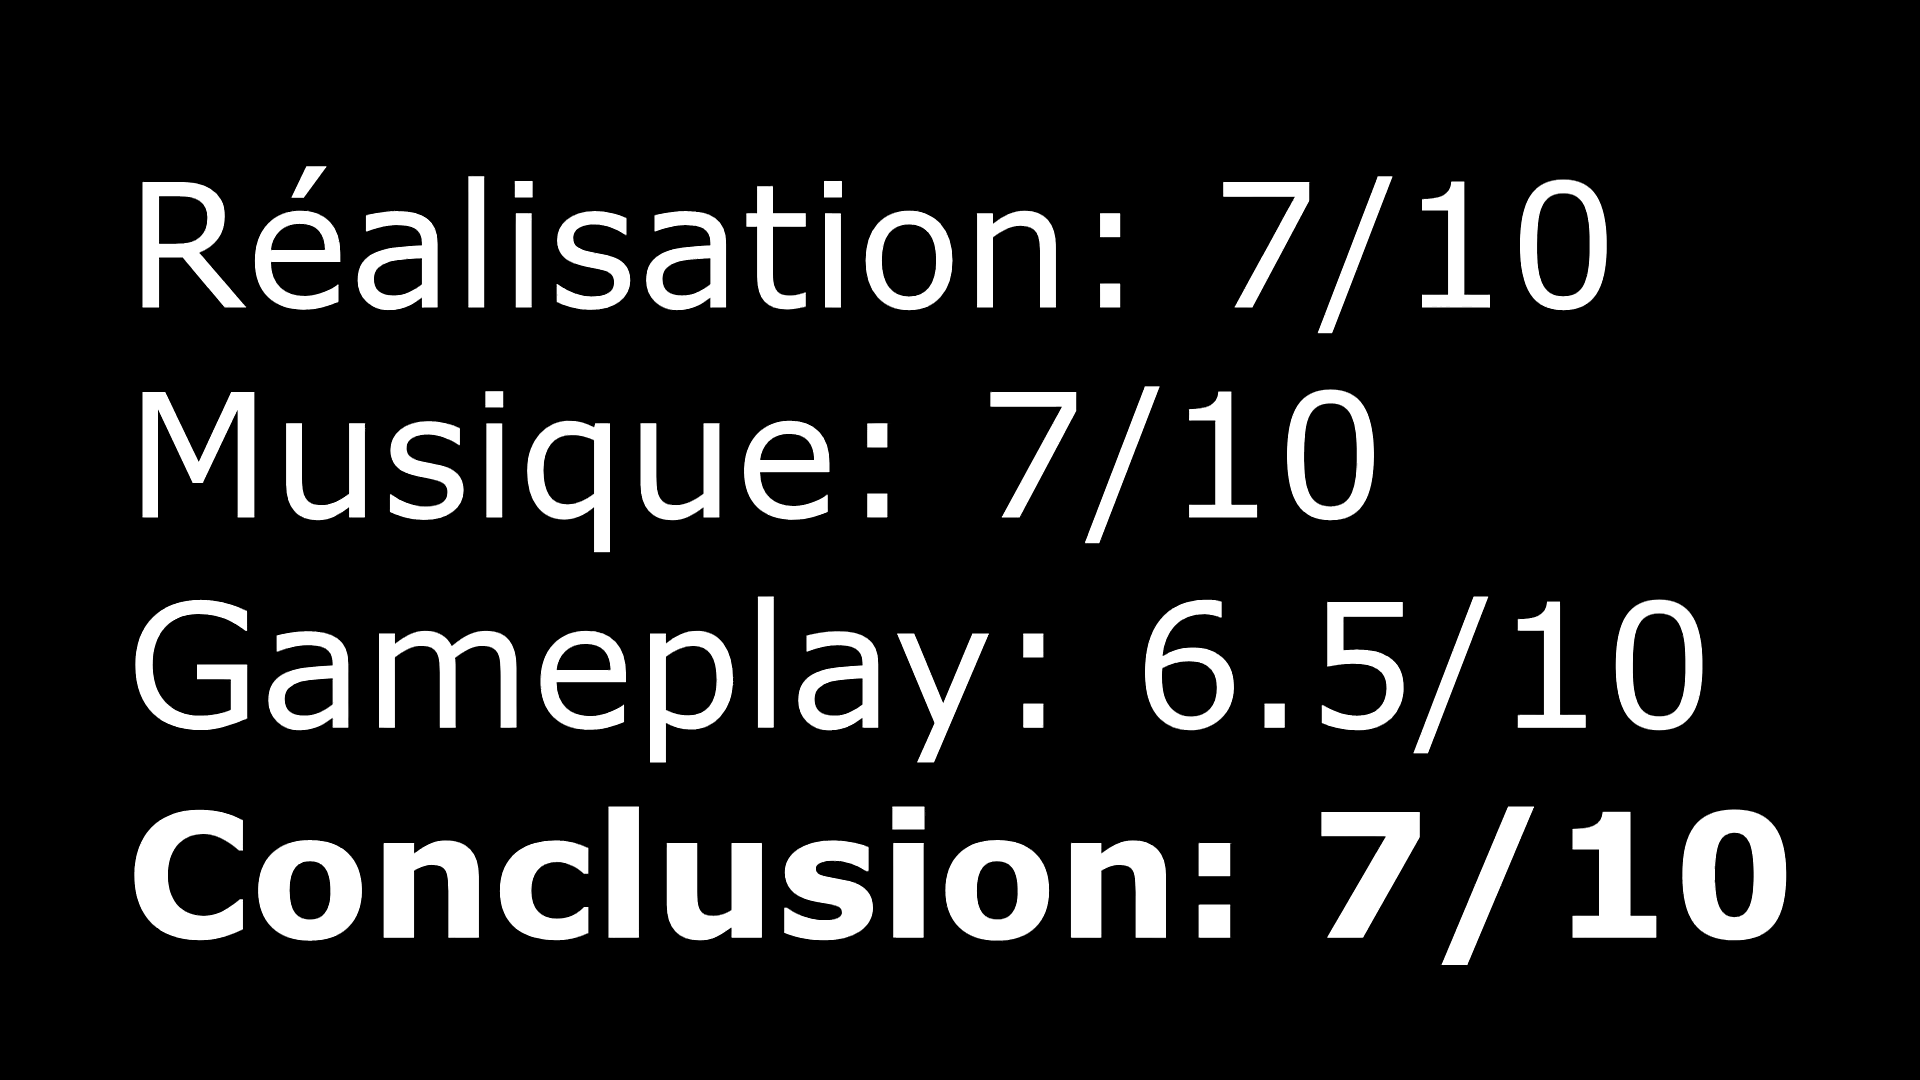 Réalisation: 7/10
Musique: 7/10
Gameplay: 6.5/10
Conclusion: 7/10